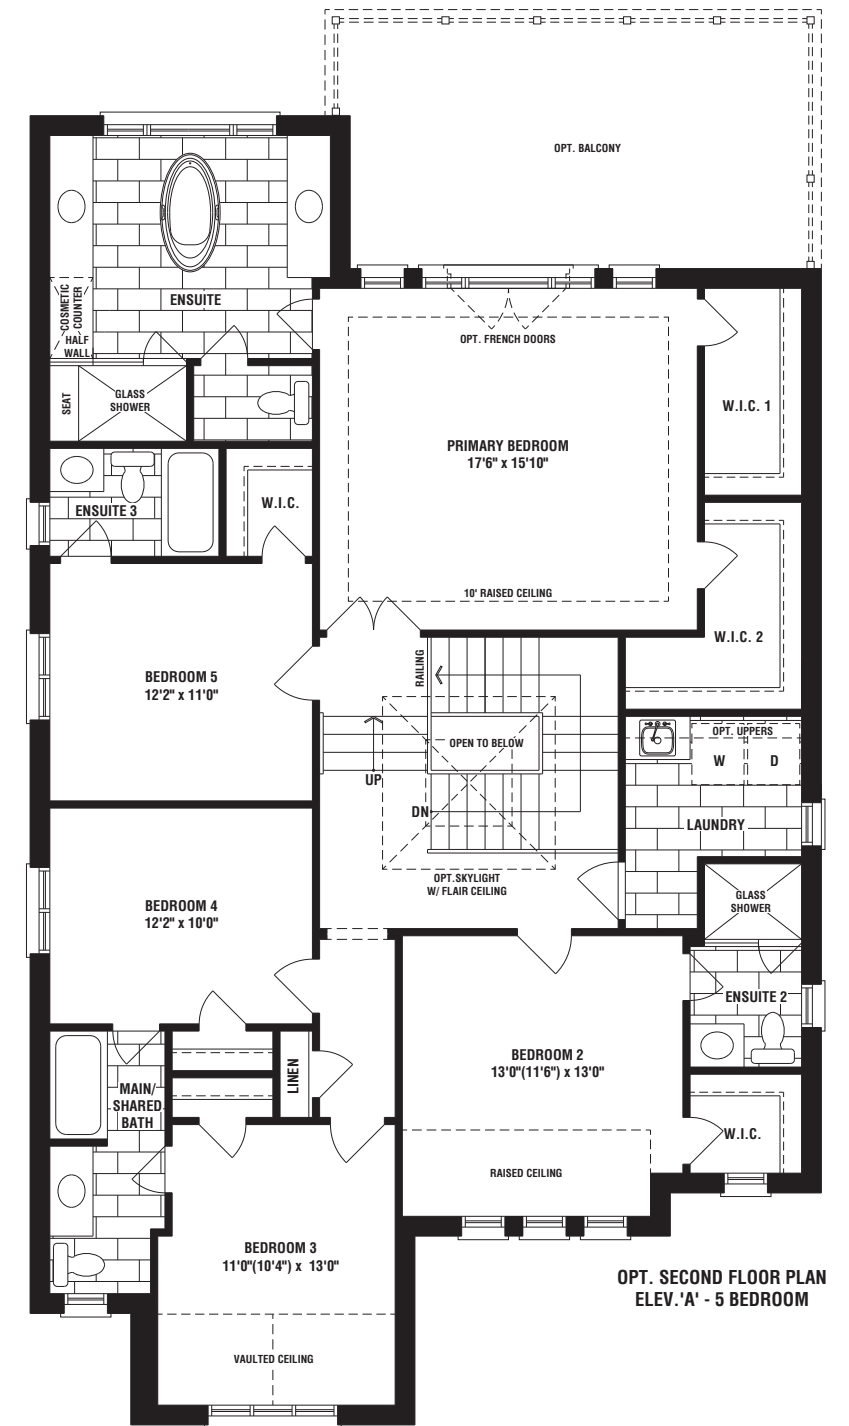 OPT. BALCONY
ENSUITE
COSMETIC
COUNTER
HALF
WALL
OPT. FRENCH DOORS
SEAT
GLASS
SHOWER
W.I.C. 1
PRIMARY BEDROOM
17'6" x 15'10"
ENSUITE 3
W.I.C.
10' RAISED CEILING
W.I.C. 2
BEDROOM 5
12'2" x 11'0"
RAILING
OPEN TO BELOW
OPT. UPPERS
W
D
UP
DN
LAUNDRY
OPT.SKYLIGHT
W/ FLAIR CEILING
GLASS
SHOWER
BEDROOM 4
12'2" x 10'0"
ENSUITE 2
BEDROOM 2
13'0"(11'6") x 13'0"
LINEN
MAIN/
SHARED
BATH
W.I.C.
RAISED CEILING
BEDROOM 3
11'0"(10'4") x 13'0"
VAULTED CEILING
OPT. SECOND FLOOR PLAN
ELEV.'A' - 5 BEDROOM